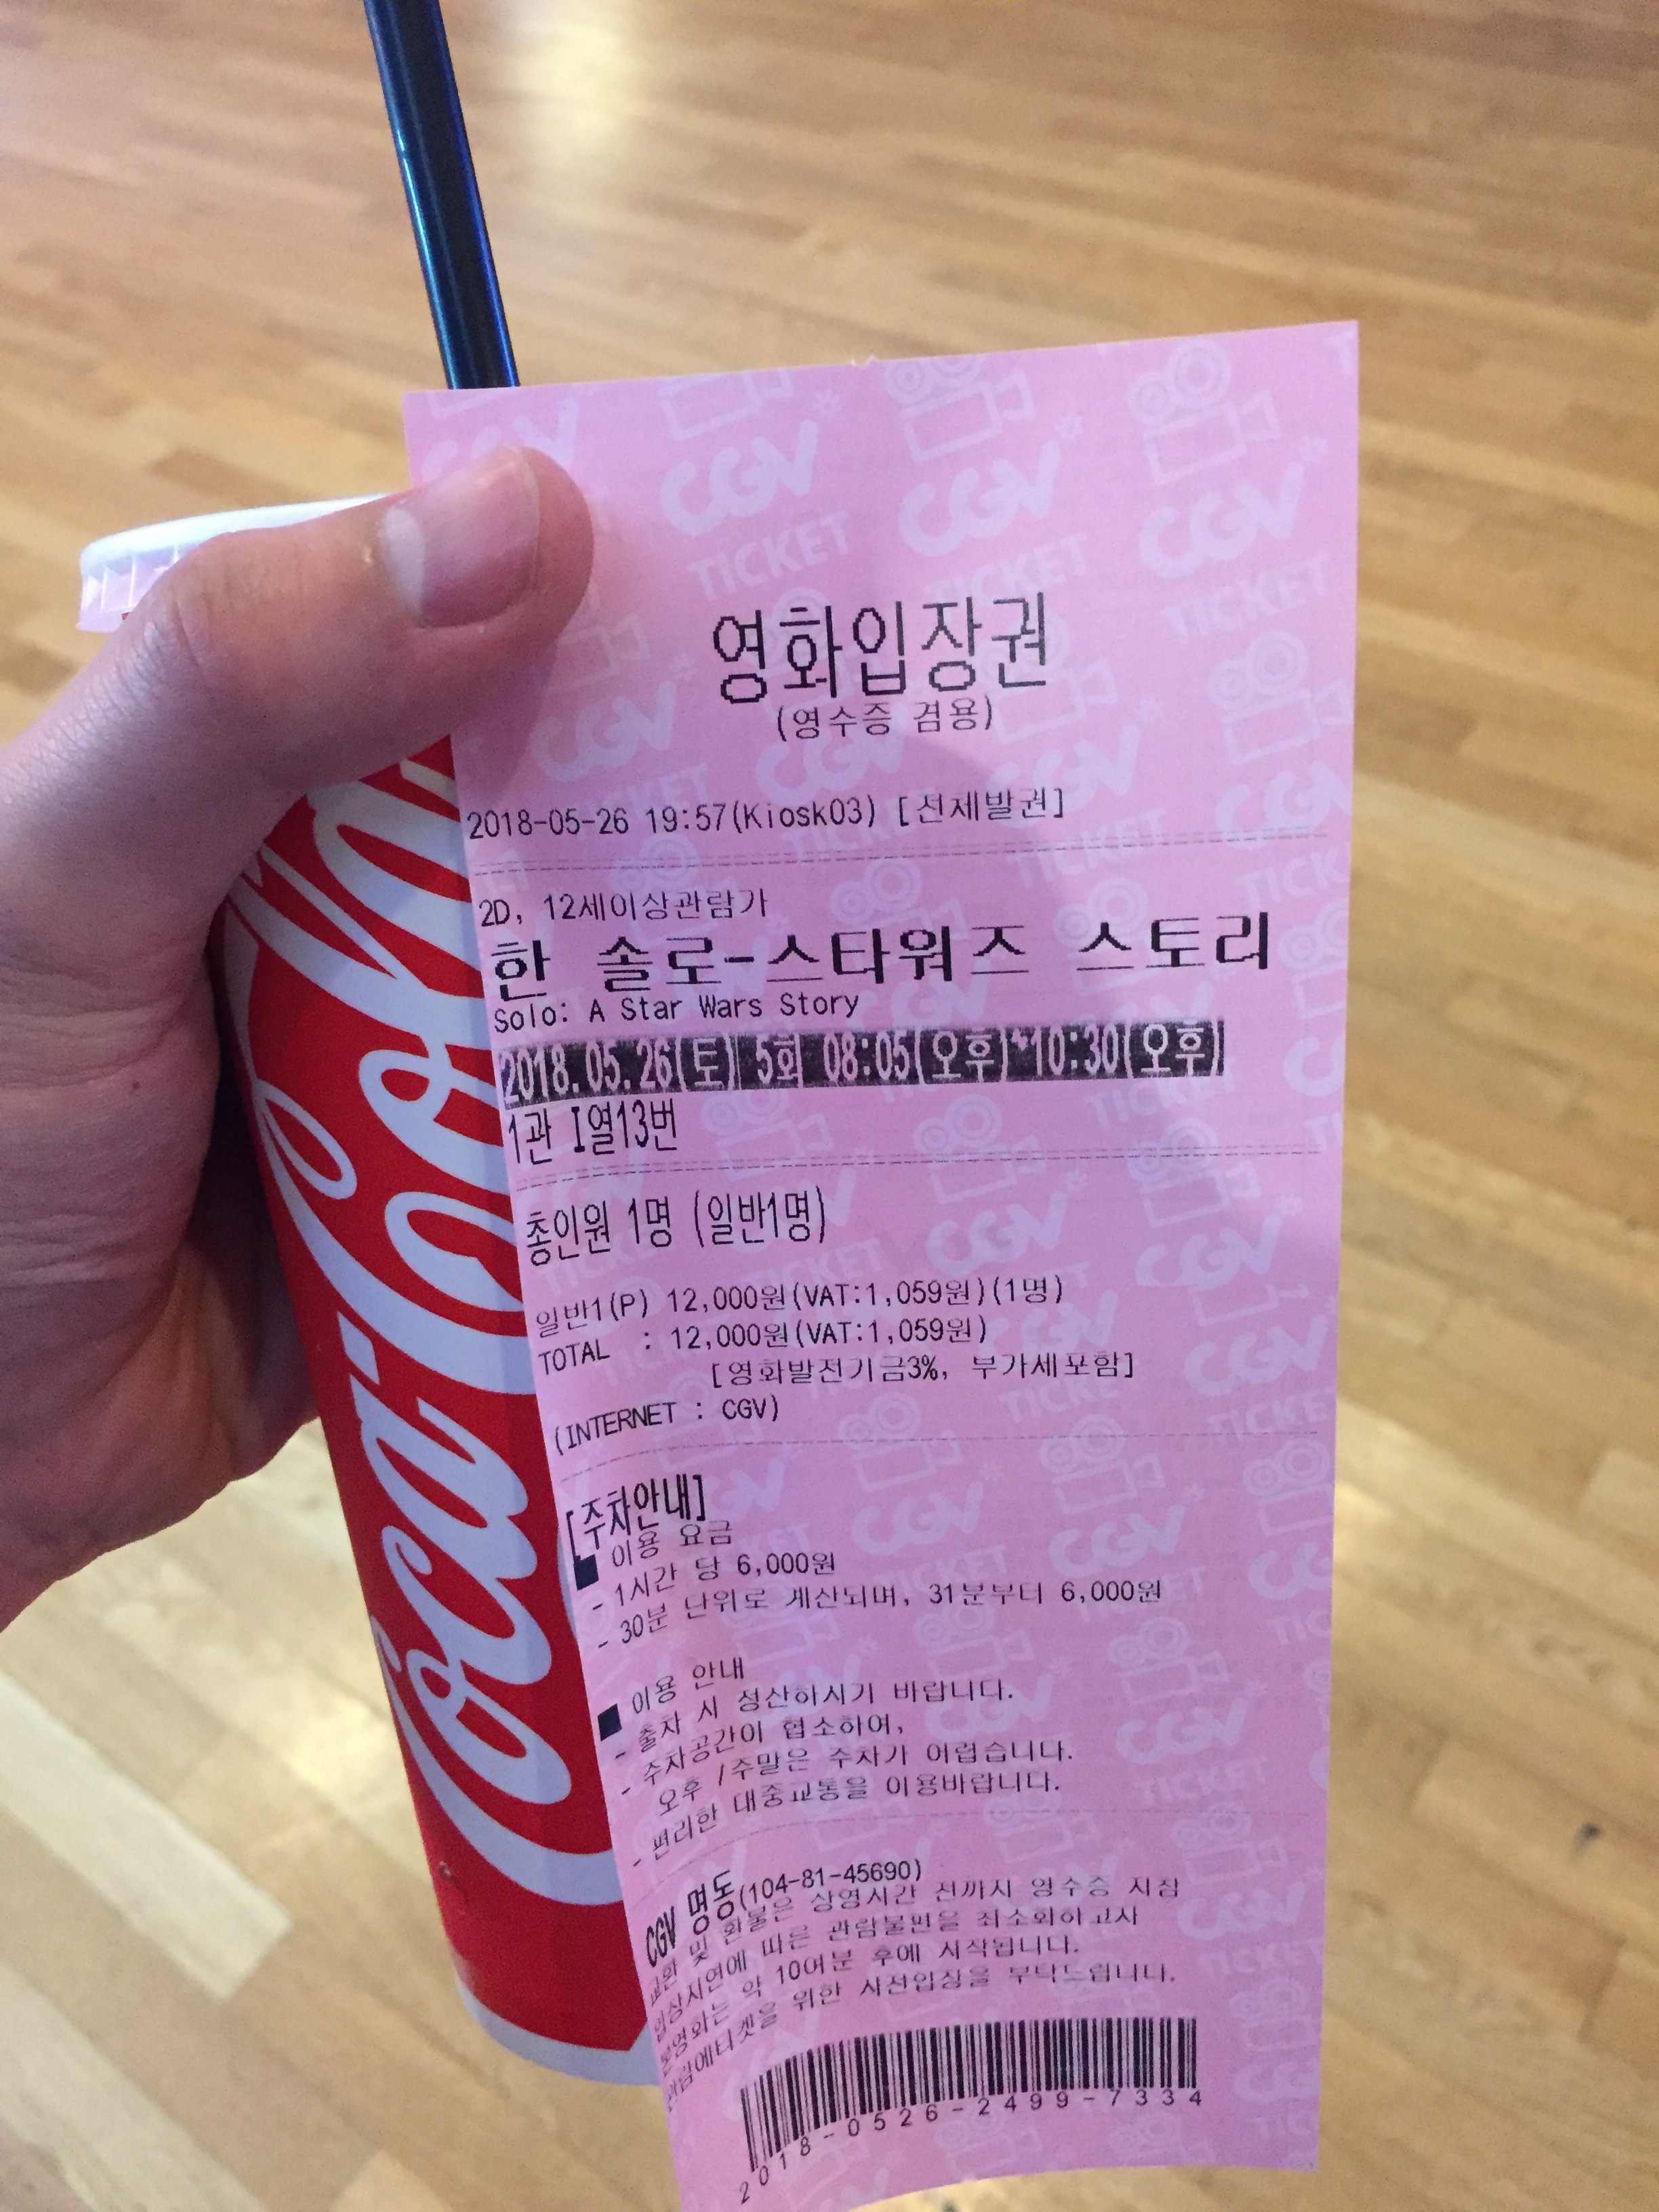 영화입장권
(영수증 겸용)
2018-05-26 19:57(Kiosk03) [전체발권]
2D, 12세이상관람가
한 솔로-스타워즈 스토리
Solo: A Star Wars Story
2018.05.26(토) 5회 08:05(오후)~10:30(오후)
1관 I열13번
총인원 1명 (일반1명)
일반1(P) 12,000원(VAT:1,059원)(1명)
TOTAL : 12,000원(VAT:1,059원)
[영화발전기금3%, 부가세포함]
(INTERNET : CGV)
[주차안내]
■ 이용 요금
- 1시간 당 6,000원
- 30분 단위로 계산되며, 31분부터 6,000원
■ 이용 안내
- 출차 시 정산하시기 바랍니다.
- 주차공간이 협소하여,
오후 /주말은 주차가 어렵습니다.
- 편리한 대중교통을 이용바랍니다.
CGV 명동(104-81-45690)
교환 및 환불은 상영시간 전까지 영수증 지참
입장지연에 따른 관람불편을 최소화하고사
본영화는 약 10여분 후에 시작됩니다.
관람에티켓을 위한 사전입장을 부탁드립니다.
2018-0526-2499-7334
Coca-Cola
CGV
TICKET